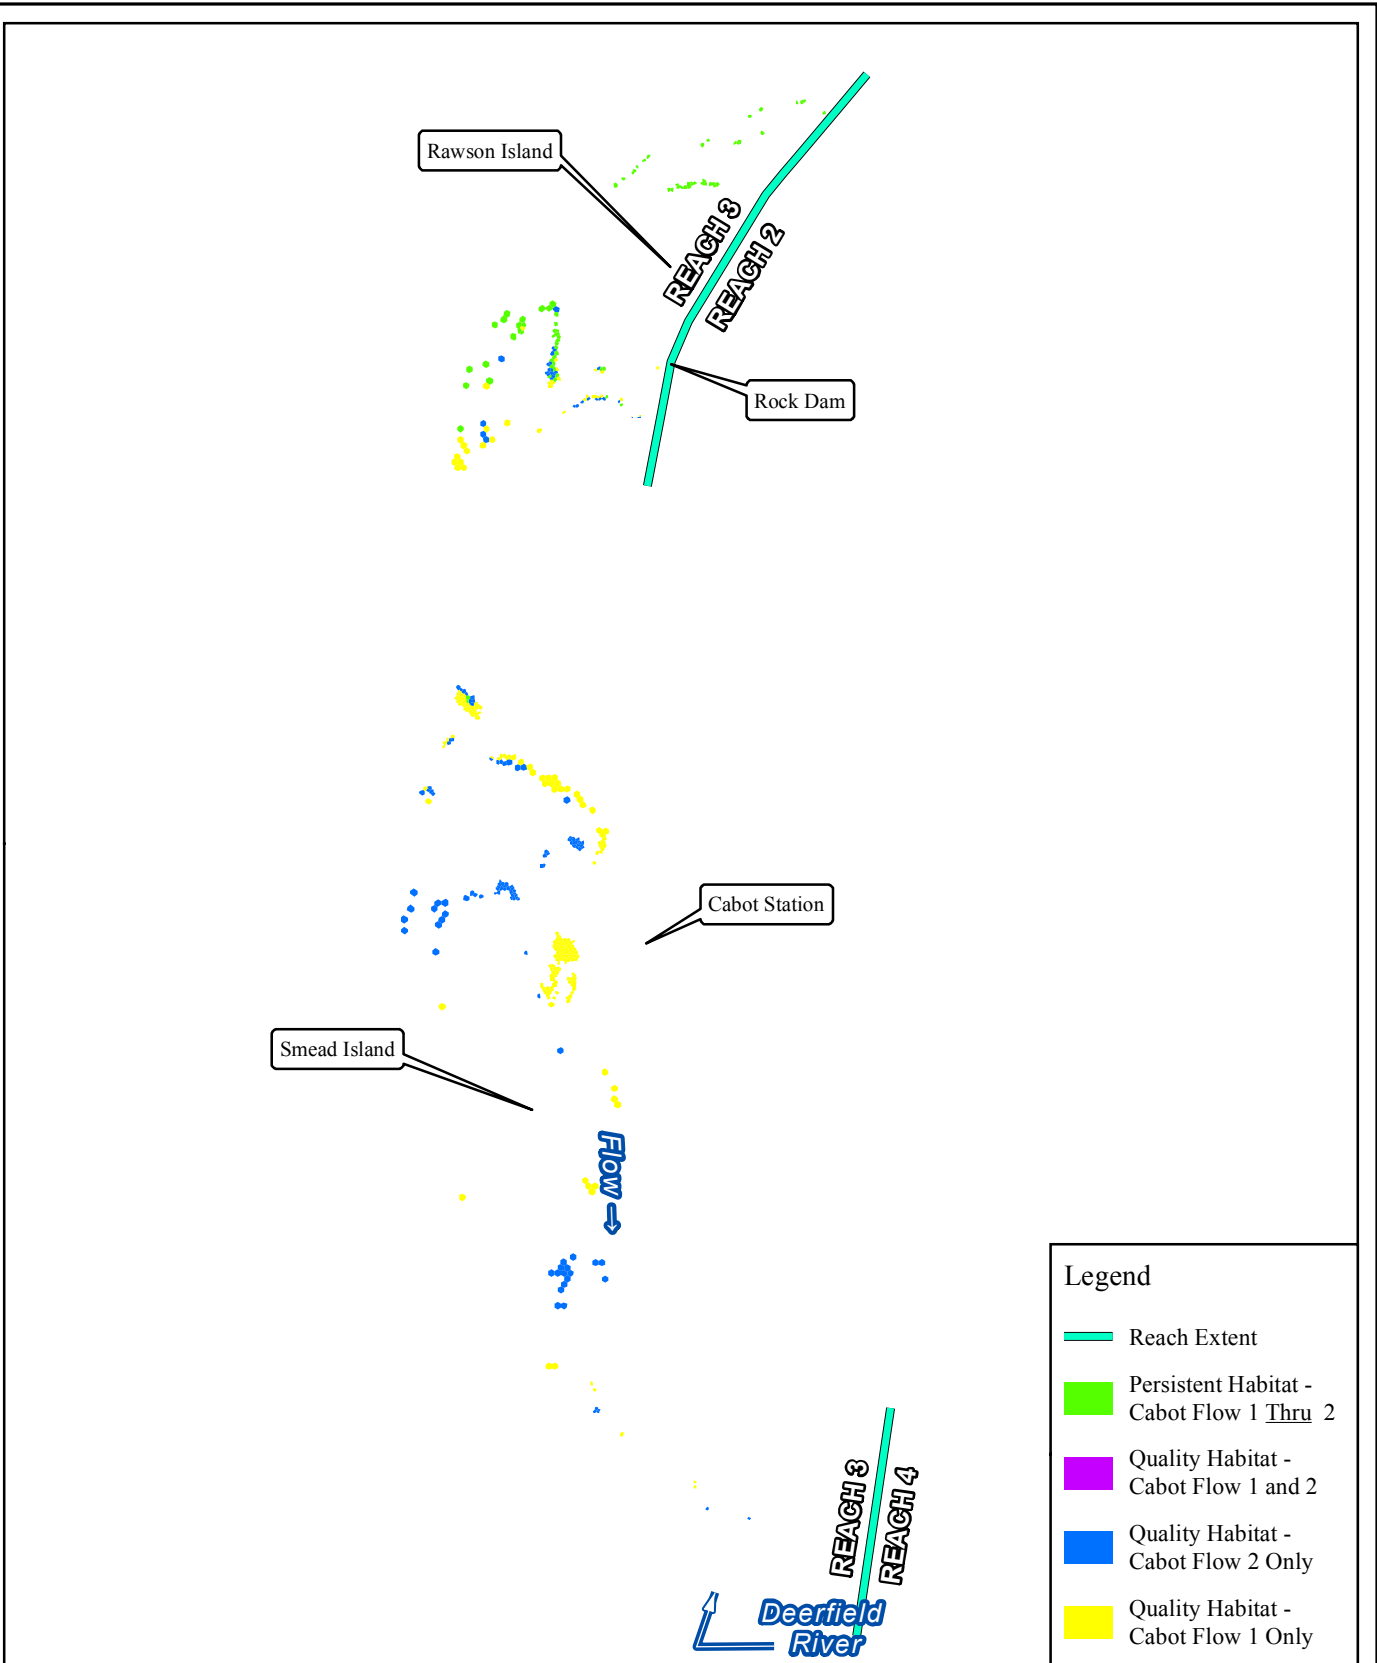 Rawson Island
REACH 3
REACH 2
Rock Dam
Cabot Station
Smead Island
Flow
Legend
Reach Extent
Persistent Habitat -
Cabot Flow 1 Thru 2
Quality Habitat -
Cabot Flow 1 and 2
Quality Habitat -
Cabot Flow 2 Only
Quality Habitat -
Cabot Flow 1 Only
REACH 3
REACH 4
Deerfield
River